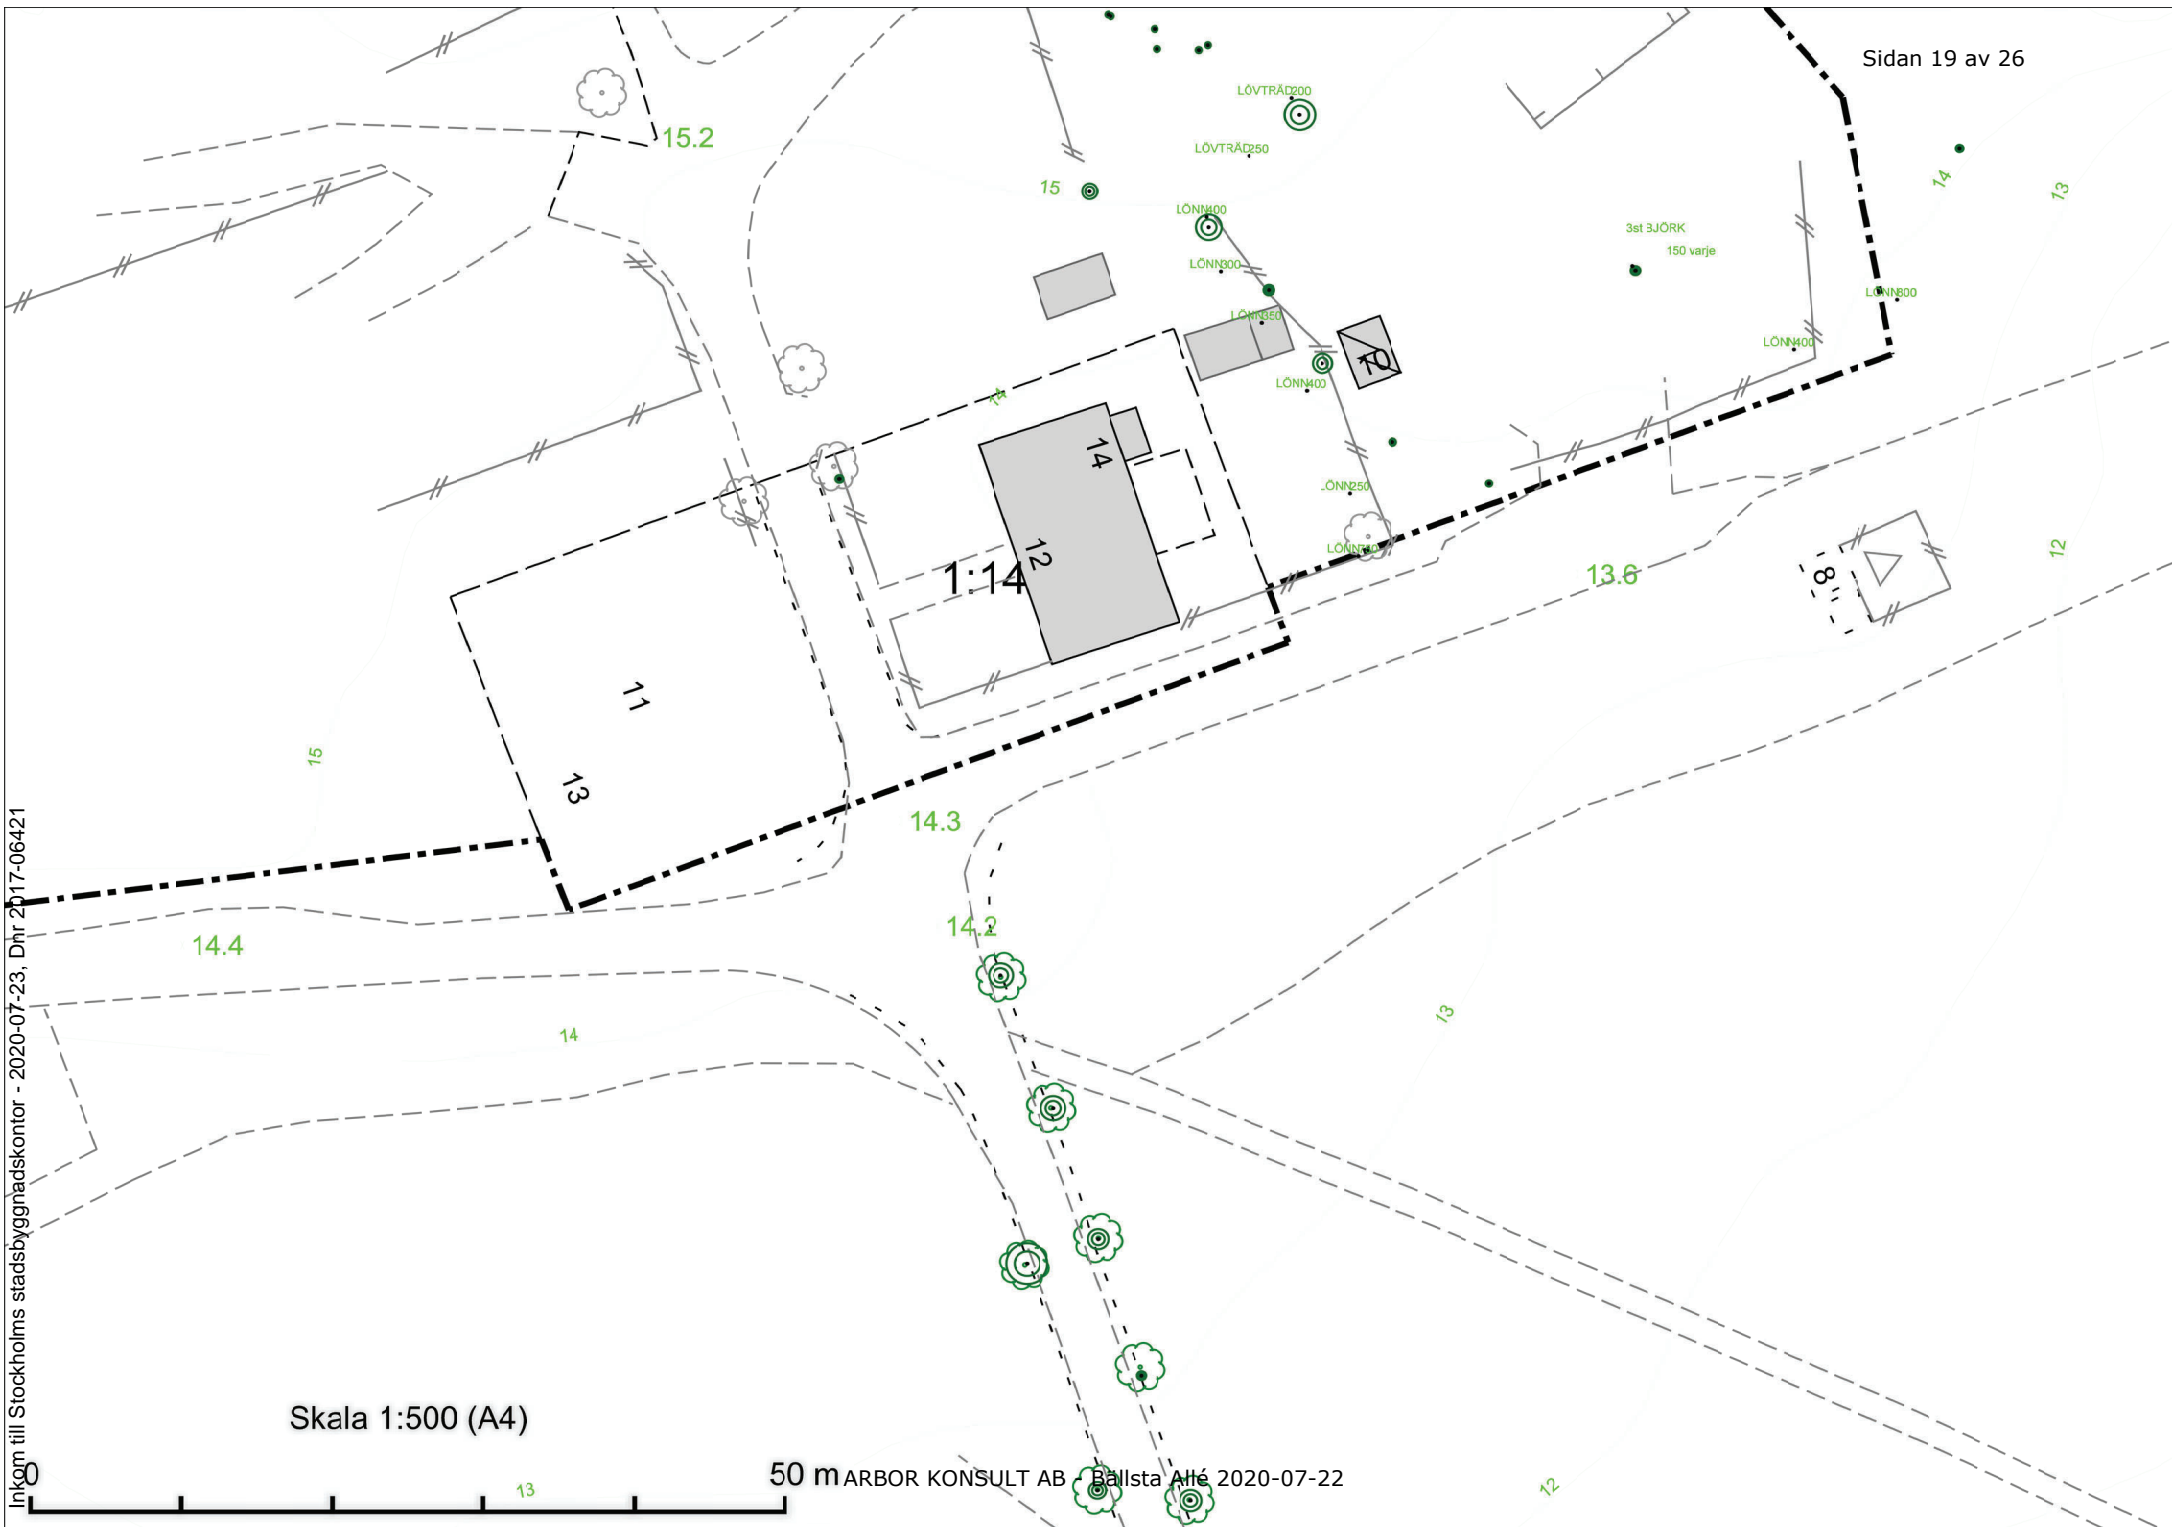 Sidan 19 av 26
LÖVTRÄD200
15.2
LÖVTRÄD250
15
14
13
LÖNN400
3st BJÖRK
150 varje
LÖNN300
LÖNN800
LÖNN350
LÖNN400
LÖNN400
14
14
LÖNN250
12
LÖNN
12
1:14
13.6
8
11
15
13
14.3
14.2
14.4
14
13
Skala 1:500 (A4)
0
50 m
ARBOR KONSULT AB - Bällsta Allé 2020-07-22
13
12
Inkom till Stockholms stadsbyggnadskontor - 2020-07-23, Dnr 2017-06421